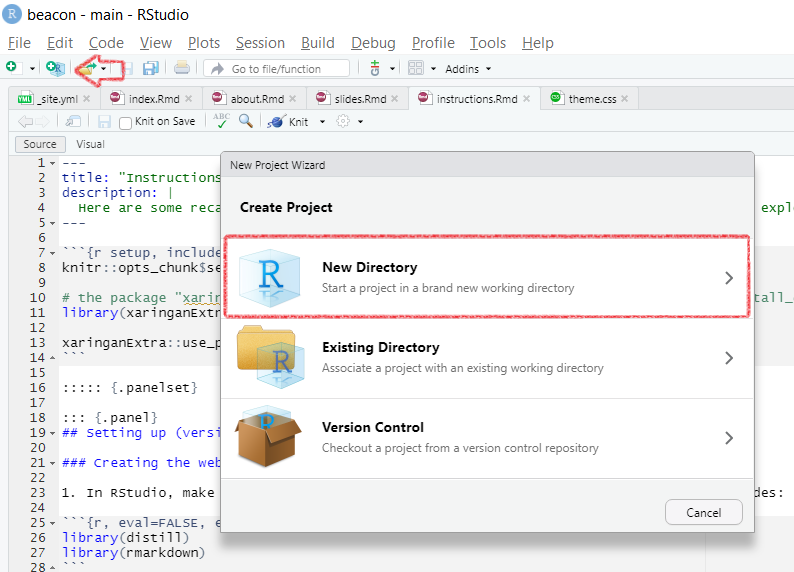 beacon - main - RStudio
File Edit Code View Plots Session Build Debug Profile Tools Help
Go to file/function Addins
_site.yml index.Rmd about.Rmd slides.Rmd instructions.Rmd theme.css
Knit on Save ABC Knit
Source Visual
New Project Wizard
Create Project
New Directory
Start a project in a brand new working directory
Existing Directory
Associate a project with an existing working directory
Version Control
Checkout a project from a version control repository
Cancel
1 ---
2 title: "Instructions
3 description: |
4 Here are some reca expl
5 ---
6
7 ```{r setup, include
8 knitr::opts_chunk$se
9
10 # the package "xaringanExt tall_
11 library(xaringanExtr
12
13 xaringanExtra::use_p
14 ```
15
16 ::::: {.panelset}
17
18 ::: {.panel}
19 ## Setting up (versi
20
21 ### Creating the web
22
23 1. In RStudio, make des:
24
25 ```{r, eval=FALSE, e
26 library(distill)
27 library(rmarkdown)
28 ```